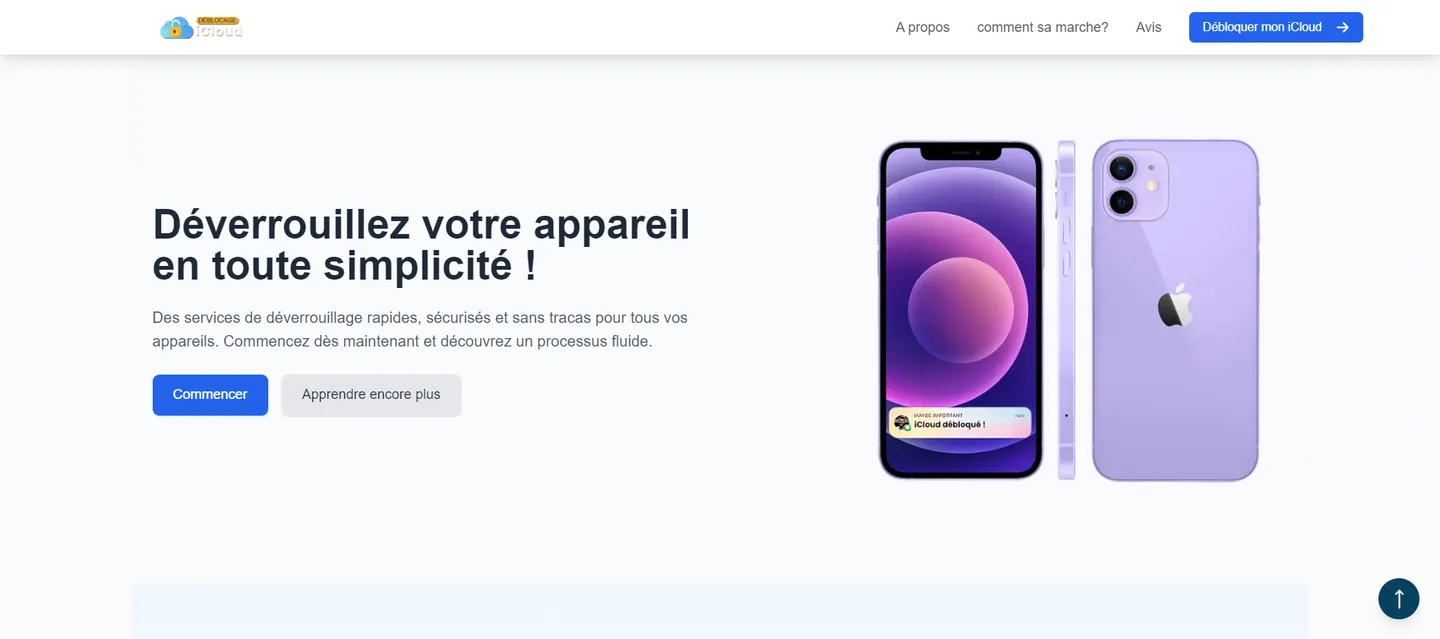 DÉBLOCAGE
iCloud
A propos
comment sa marche?
Avis
Débloquer mon iCloud
Déverrouillez votre appareil
en toute simplicité !
Des services de déverrouillage rapides, sécurisés et sans tracas pour tous vos
appareils. Commencez dès maintenant et découvrez un processus fluide.
Commencer
Apprendre encore plus
MAYBE IMPORTANT
iCloud débloqué !